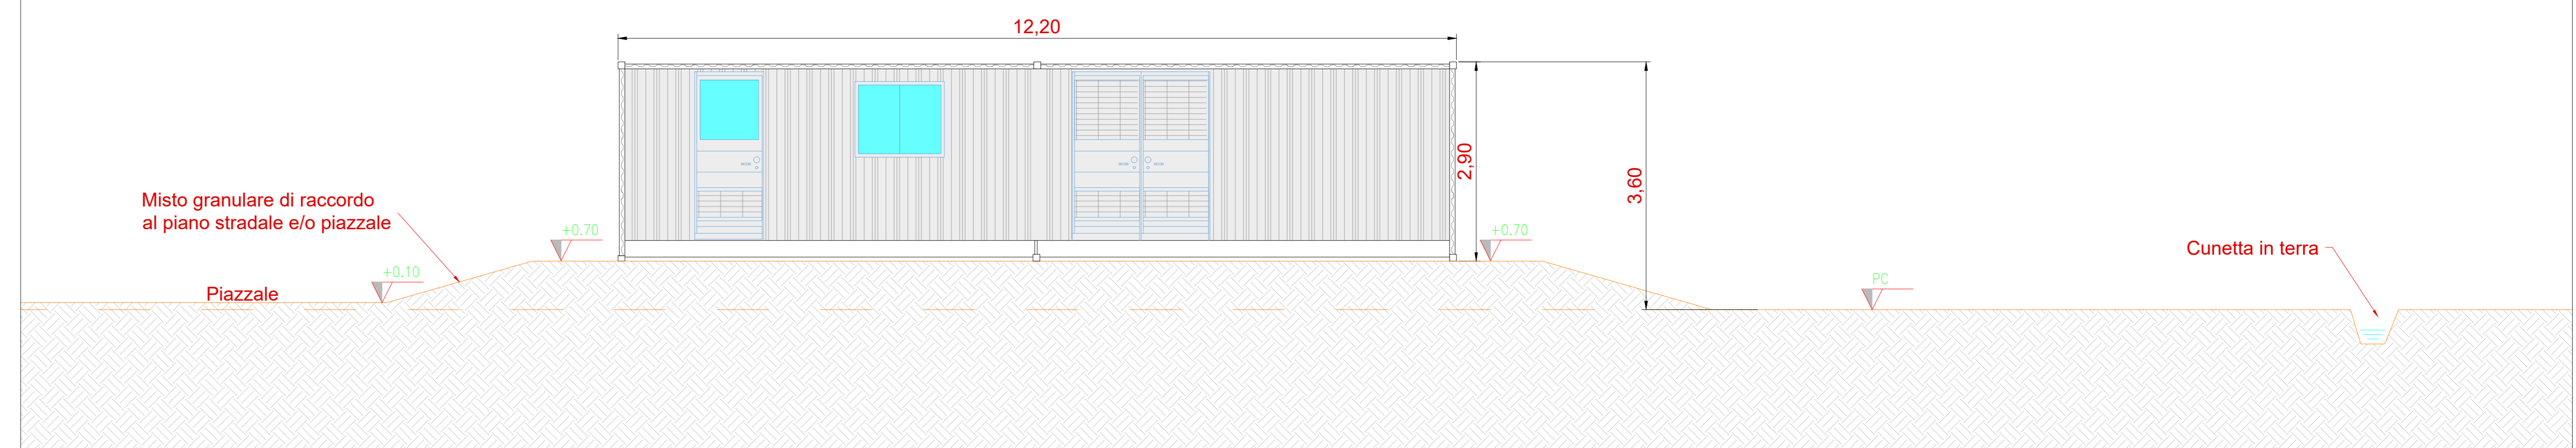 12,20
2,90
3,60
Misto granulare di raccordo
al piano stradale e/o piazzale
+0.70
+0.70
Cunetta in terra
+0.10
PC
Piazzale